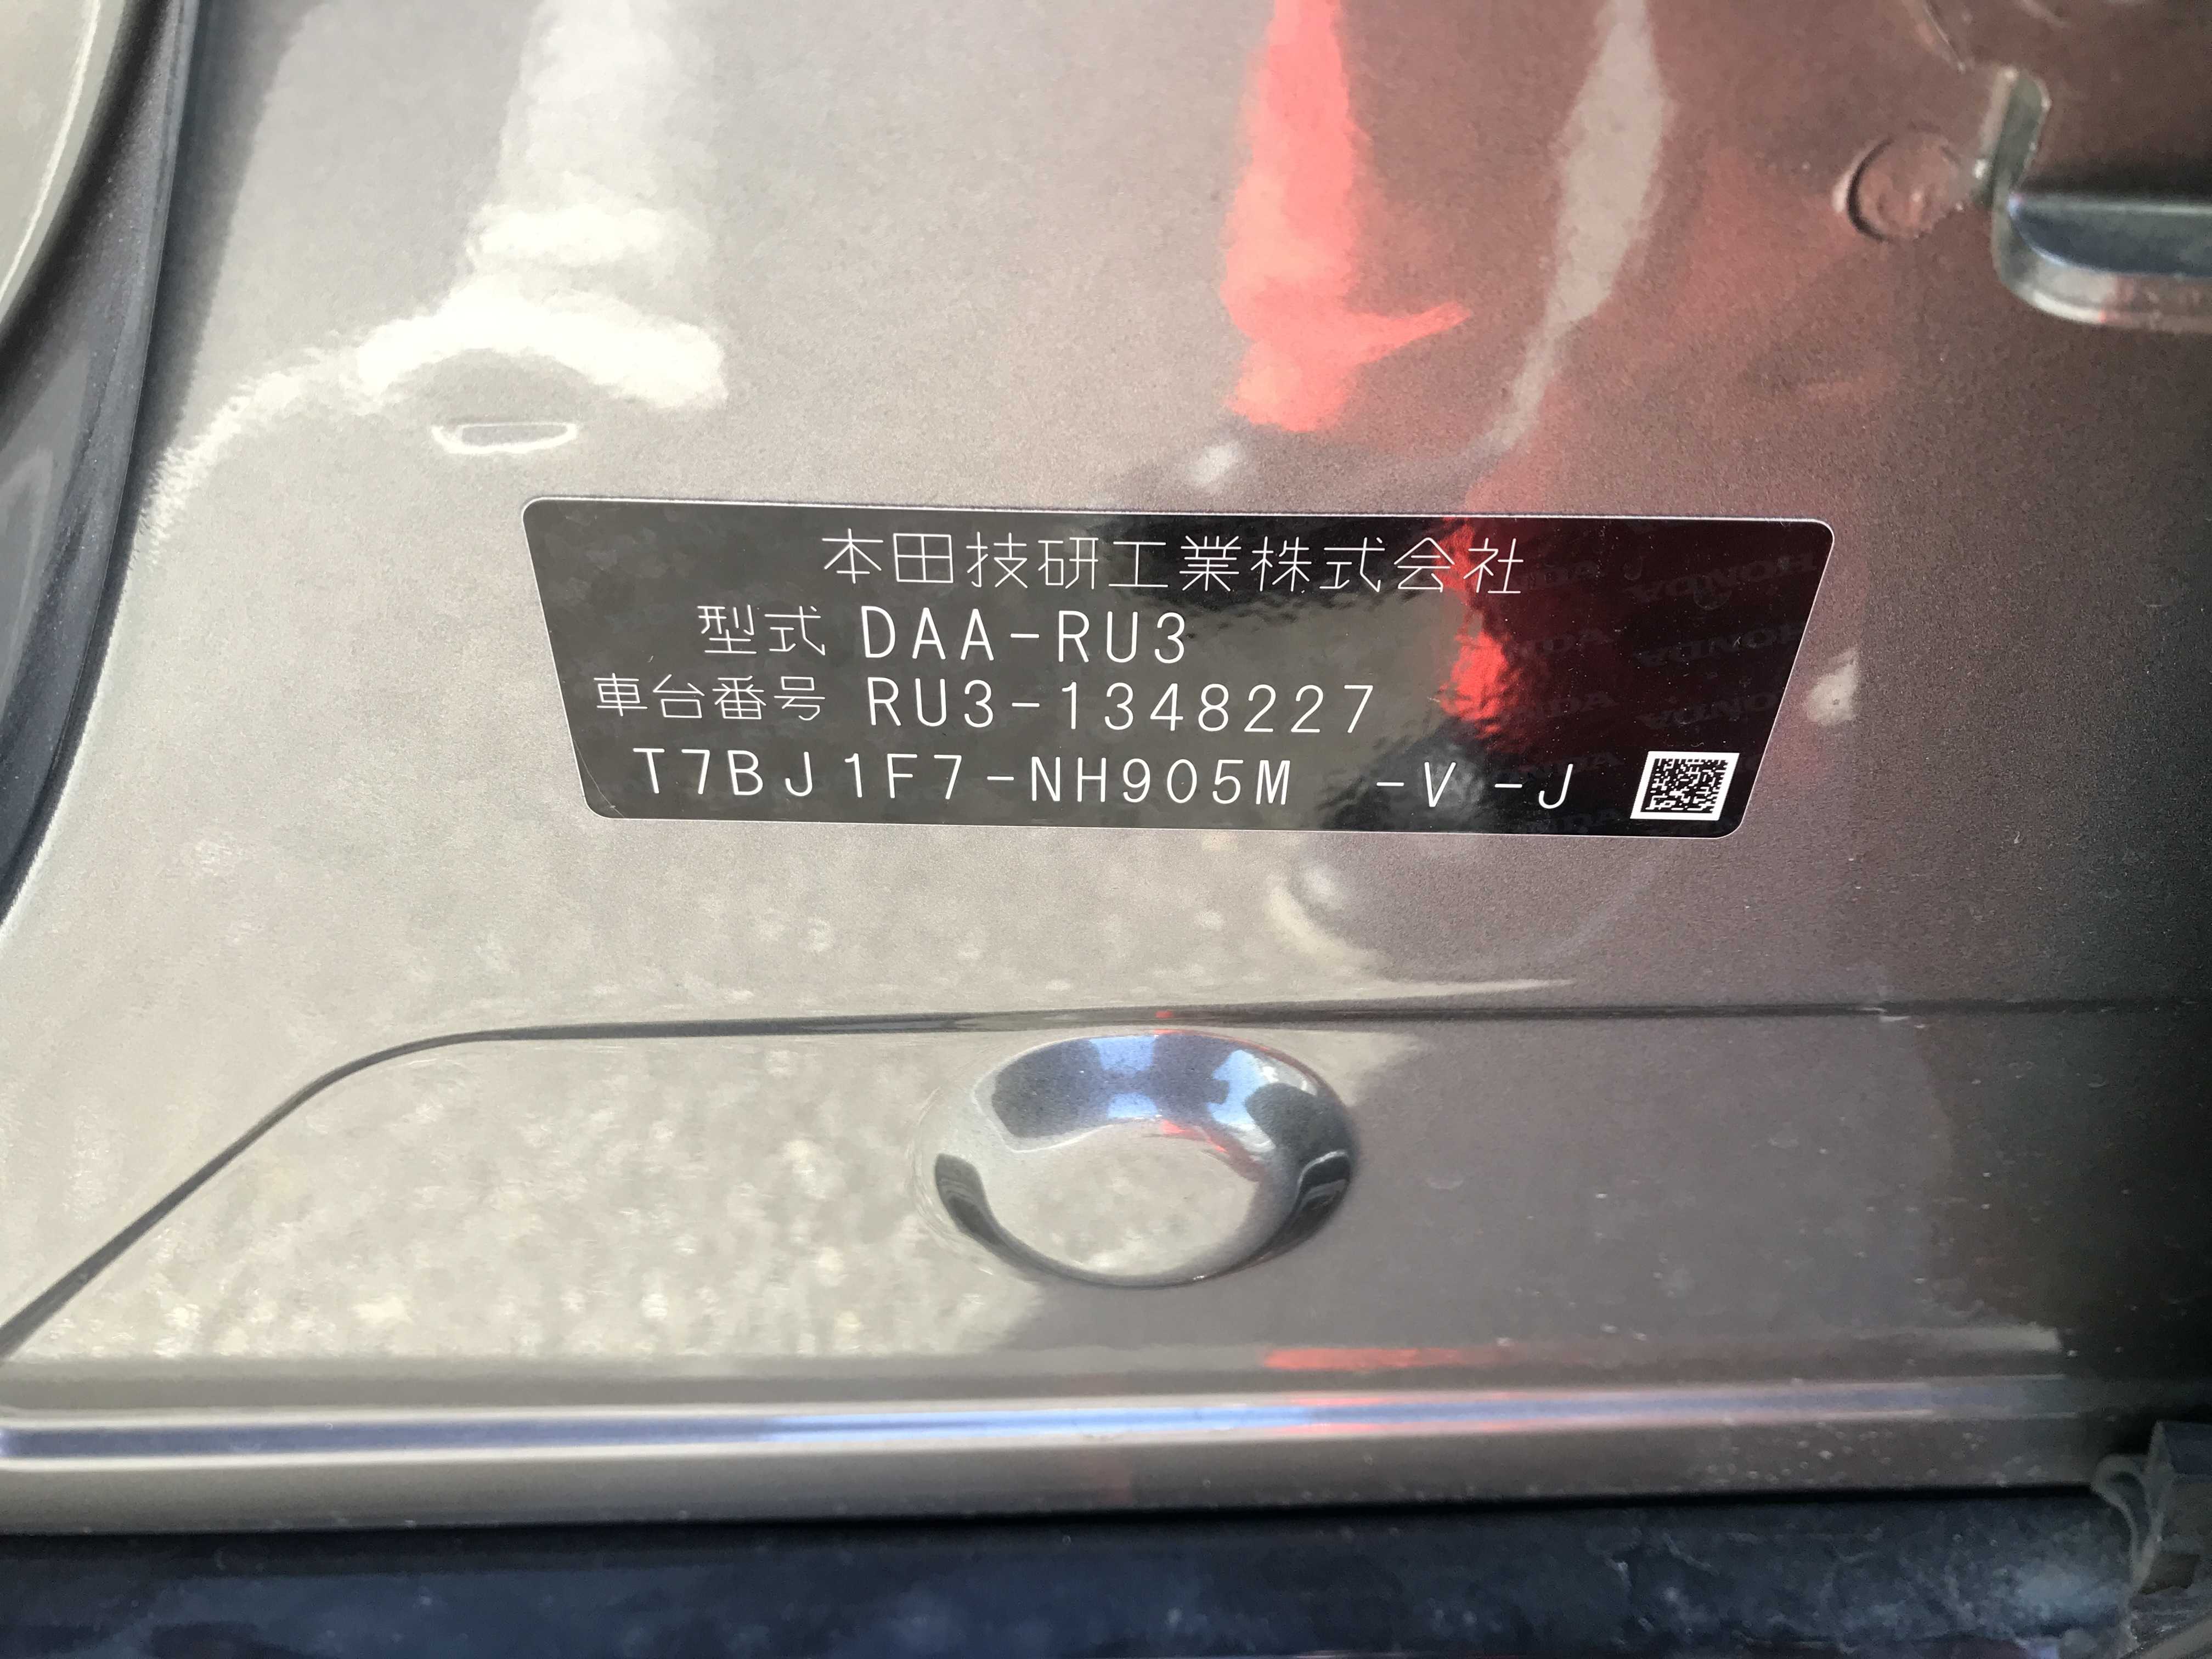 本田技研工業株式会社
型式 DAA-RU3
車台番号 RU3-1348227
T7BJ1F7-NH905M -V -J